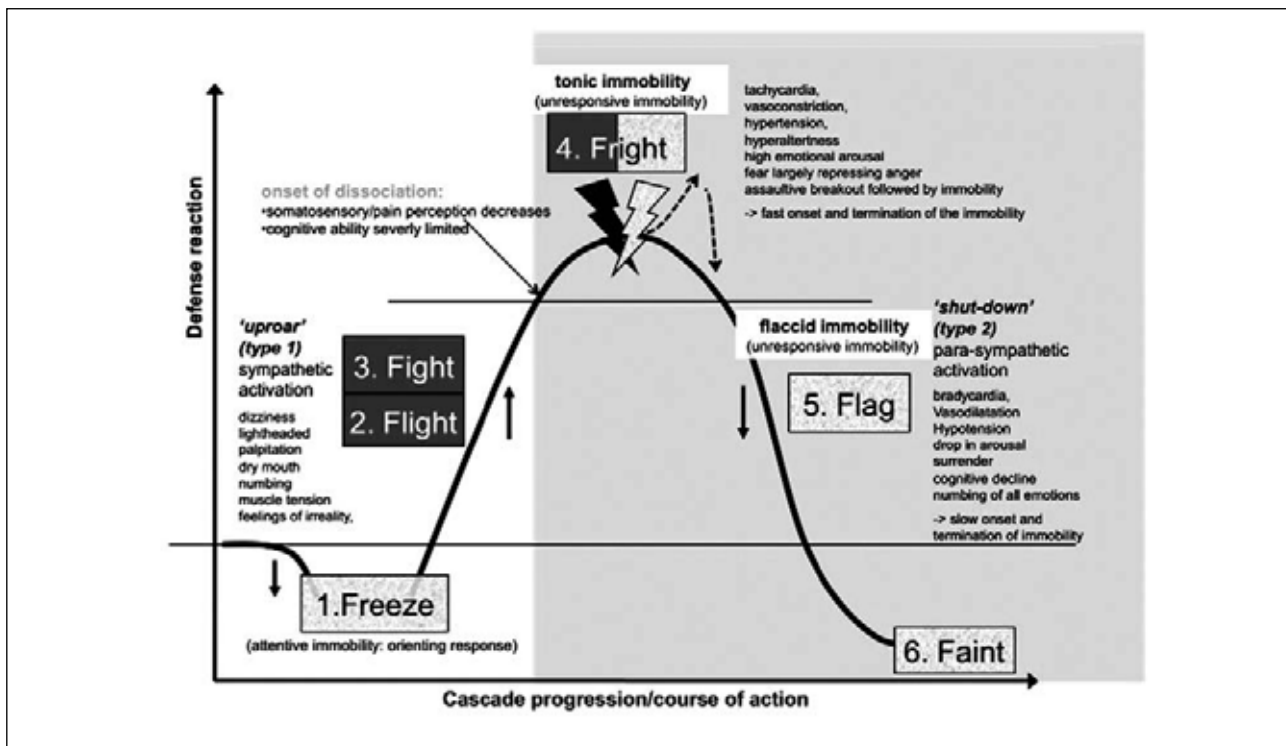 tonic immobility
(unresponsive immobility)
4. Fright
tachycardia,
vasoconstriction,
hypertension,
hyperaltertness
high emotional arousal
fear largely repressing anger
assaultive breakout followed by immobility
-> fast onset and termination of the immobility
onset of dissociation:
•somatosensory/pain perception decreases
•cognitive ability severly limited
Defense reaction
'uproar'
(type 1)
sympathetic
activation
dizziness
lightheaded
palpitation
dry mouth
numbing
muscle tension
feelings of irreality,
3. Fight
2. Flight
flaccid immobility
(unresponsive immobility)
5. Flag
'shut-down'
(type 2)
para-sympathetic
activation
bradycardia,
Vasodilatation
Hypotension
drop in arousal
surrender
cognitive decline
numbing of all emotions
-> slow onset and
termination of immobility
1.Freeze
(attentive immobility: orienting response)
6. Faint
Cascade progression/course of action